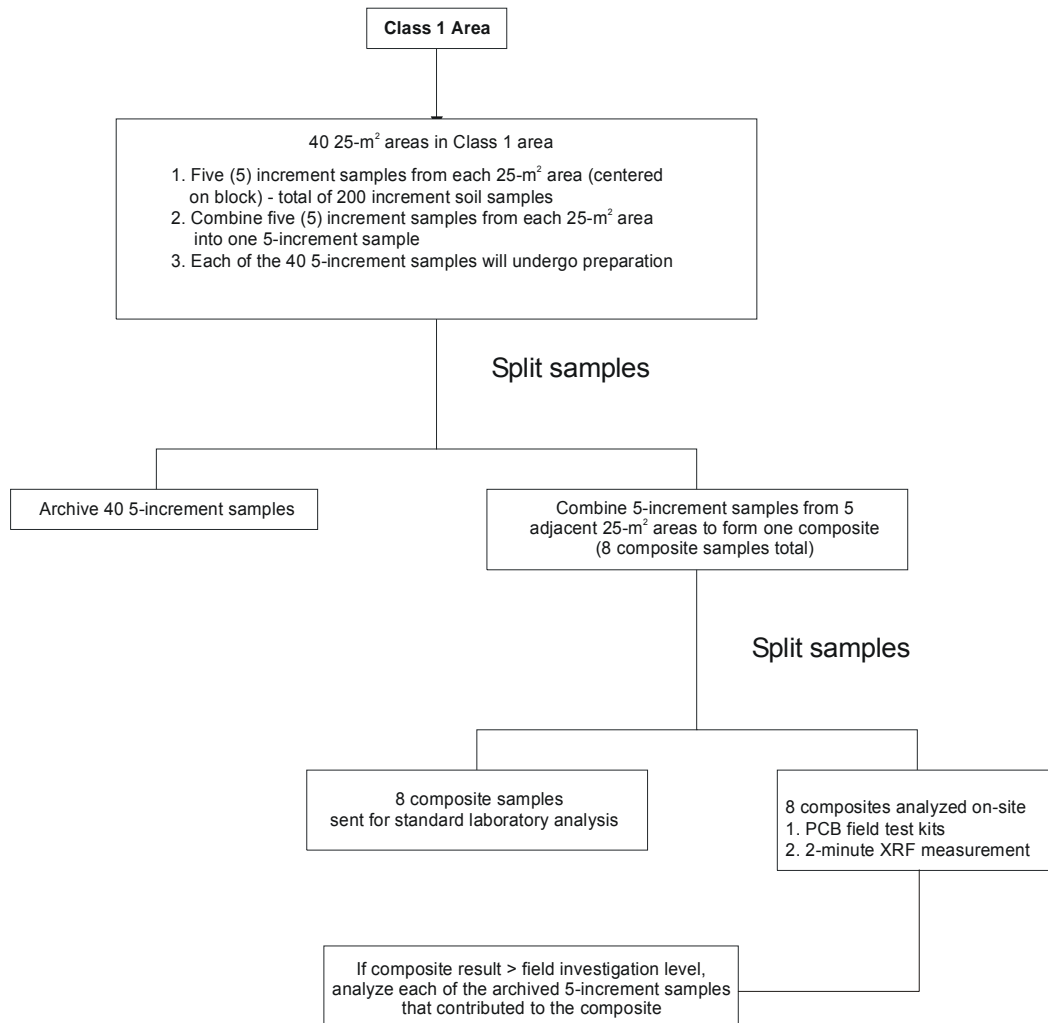 Class 1 Area
40 25-m² areas in Class 1 area
1. Five (5) increment samples from each 25-m² area (centered
on block) - total of 200 increment soil samples
2. Combine five (5) increment samples from each 25-m² area
into one 5-increment sample
3. Each of the 40 5-increment samples will undergo preparation
Split samples
Archive 40 5-increment samples
Combine 5-increment samples from 5
adjacent 25-m² areas to form one composite
(8 composite samples total)
Split samples
8 composite samples
sent for standard laboratory analysis
8 composites analyzed on-site
1. PCB field test kits
2. 2-minute XRF measurement
If composite result > field investigation level,
analyze each of the archived 5-increment samples
that contributed to the composite